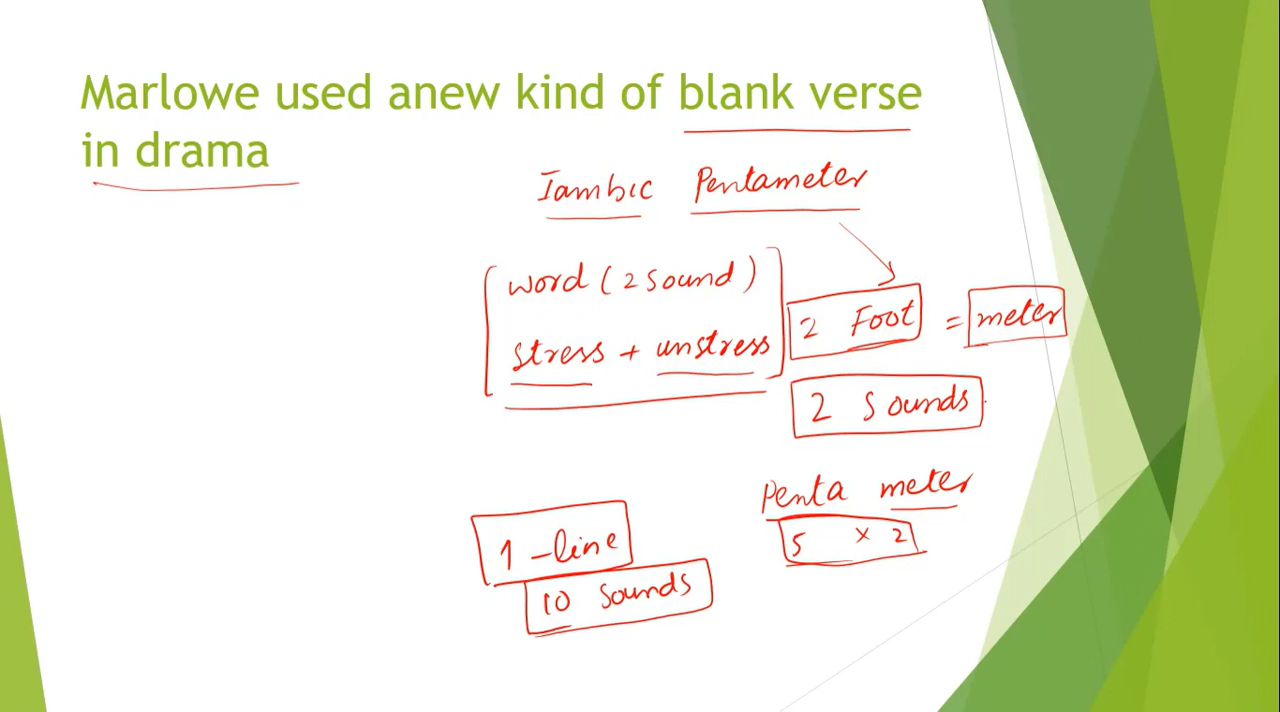 Marlowe used anew kind of blank verse
in drama
Iambic Pentameter
word (2 sound)
stress + unstress
2 Foot = meter
2 Sounds
Penta meter
5 x 2
1 - line
10 Sounds